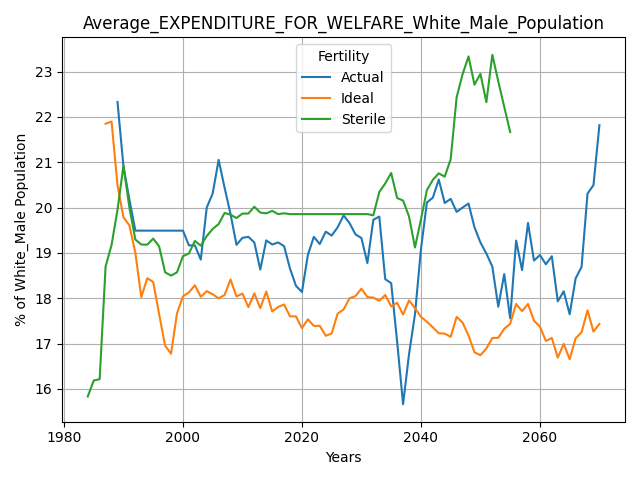 Average_EXPENDITURE_FOR_WELFARE_White_Male_Population
Fertility
Actual
Ideal
Sterile
% of White_Male Population
23
22
21
20
19
18
17
16
1980
2000
2020
2040
2060
Years